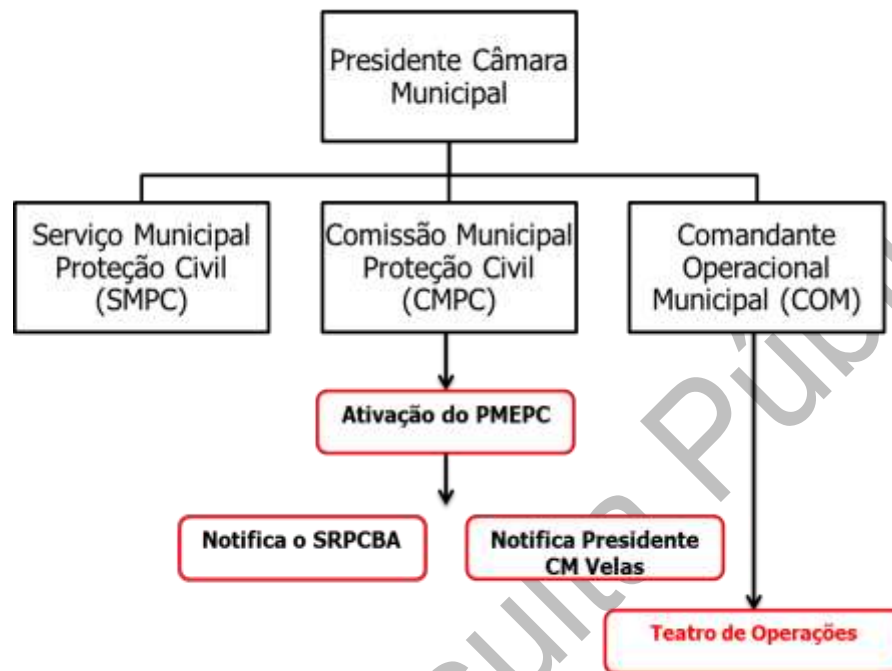 Presidente Câmara
Municipal
Serviço Municipal
Proteção Civil
(SMPC)
Comissão Municipal
Proteção Civil
(CMPC)
Comandante
Operacional
Municipal (COM)
Ativação do PMEPC
Notifica o SRPCBA
Notifica Presidente
CM Velas
Teatro de Operações